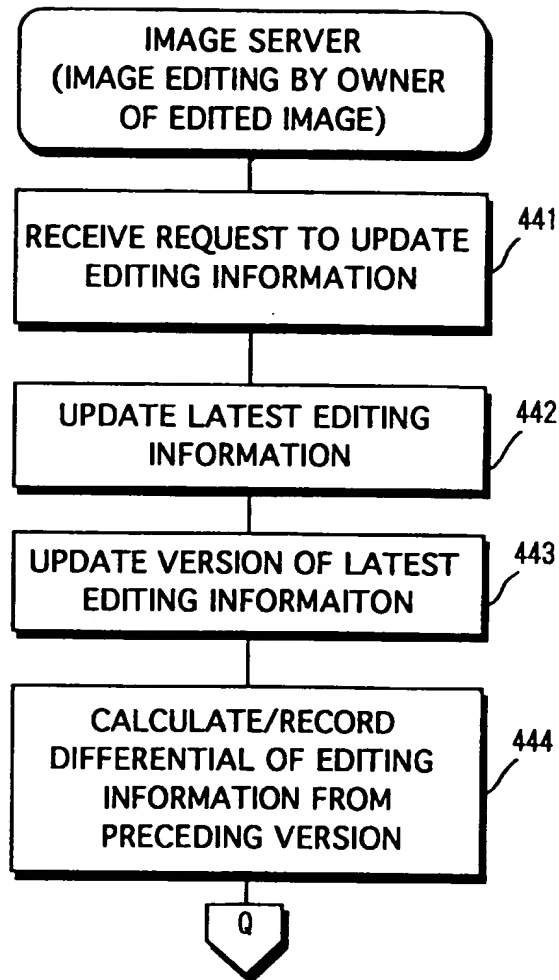 IMAGE SERVER
(IMAGE EDITING BY OWNER
OF EDITED IMAGE)
441
RECEIVE REQUEST TO UPDATE
EDITING INFORMATION
442
UPDATE LATEST EDITING
INFORMATION
443
UPDATE VERSION OF LATEST
EDITING INFORMAITON
444
CALCULATE/RECORD
DIFFERENTIAL OF EDITING
INFORMATION FROM
PRECEDING VERSION
Q